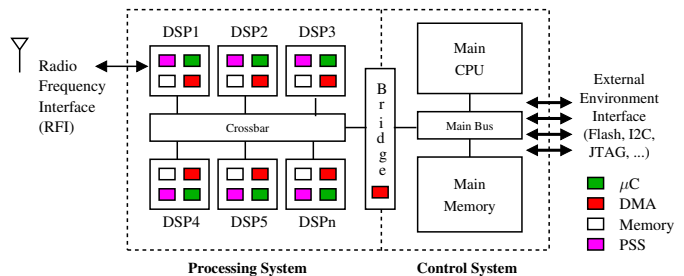 DSP1 DSP2 DSP3
Radio
Frequency
Interface
(RFI)
Crossbar
DSP4 DSP5 DSPn
Bridge
Main
CPU
Main Bus
Main
Memory
External
Environment
Interface
(Flash, I2C,
JTAG, ...)
μC
DMA
Memory
PSS
Processing System
Control System